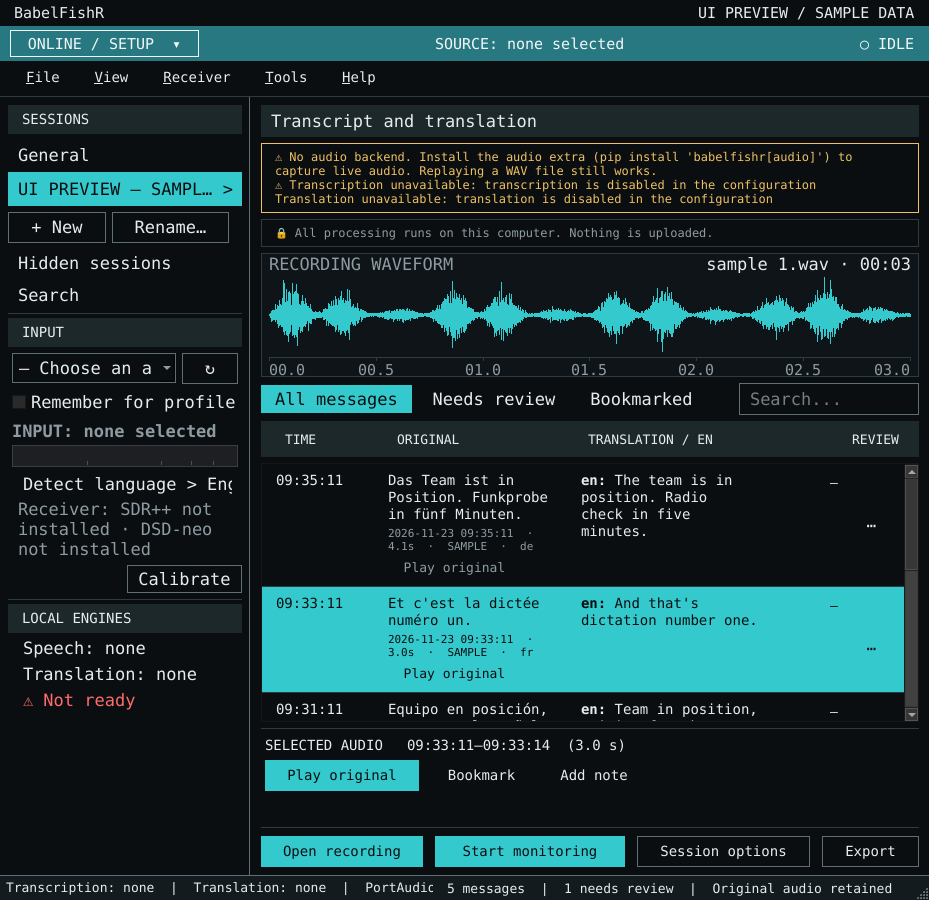 BabelFishR
UI PREVIEW / SAMPLE DATA
ONLINE / SETUP ▾
SOURCE: none selected
○ IDLE
File View Receiver Tools Help
SESSIONS
General
UI PREVIEW — SAMPL… >
+ New
Rename…
Hidden sessions
Search
INPUT
— Choose an a
↻
Remember for profile
INPUT: none selected
Detect language > Eng
Receiver: SDR++ not
installed · DSD-neo
not installed
Calibrate
LOCAL ENGINES
Speech: none
Translation: none
⚠ Not ready
Transcript and translation
⚠ No audio backend. Install the audio extra (pip install 'babelfishr[audio]') to
capture live audio. Replaying a WAV file still works.
⚠ Transcription unavailable: transcription is disabled in the configuration
Translation unavailable: translation is disabled in the configuration
🔒 All processing runs on this computer. Nothing is uploaded.
RECORDING WAVEFORM
sample 1.wav · 00:03
00.0 00.5 01.0 01.5 02.0 02.5 03.0
All messages
Needs review
Bookmarked
Search...
TIME ORIGINAL TRANSLATION / EN REVIEW
09:35:11
Das Team ist in
Position. Funkprobe
in fünf Minuten.
2026-11-23 09:35:11 ·
4.1s · SAMPLE · de
Play original
en: The team is in
position. Radio
check in five
minutes.
—
…
09:33:11
Et c'est la dictée
numéro un.
2026-11-23 09:33:11 ·
3.0s · SAMPLE · fr
Play original
en: And that's
dictation number one.
—
…
09:31:11
Equipo en posición,
en: Team in position,
—
SELECTED AUDIO 09:33:11–09:33:14 (3.0 s)
Play original
Bookmark
Add note
Open recording
Start monitoring
Session options
Export
Transcription: none | Translation: none | PortAudio
5 messages | 1 needs review | Original audio retained